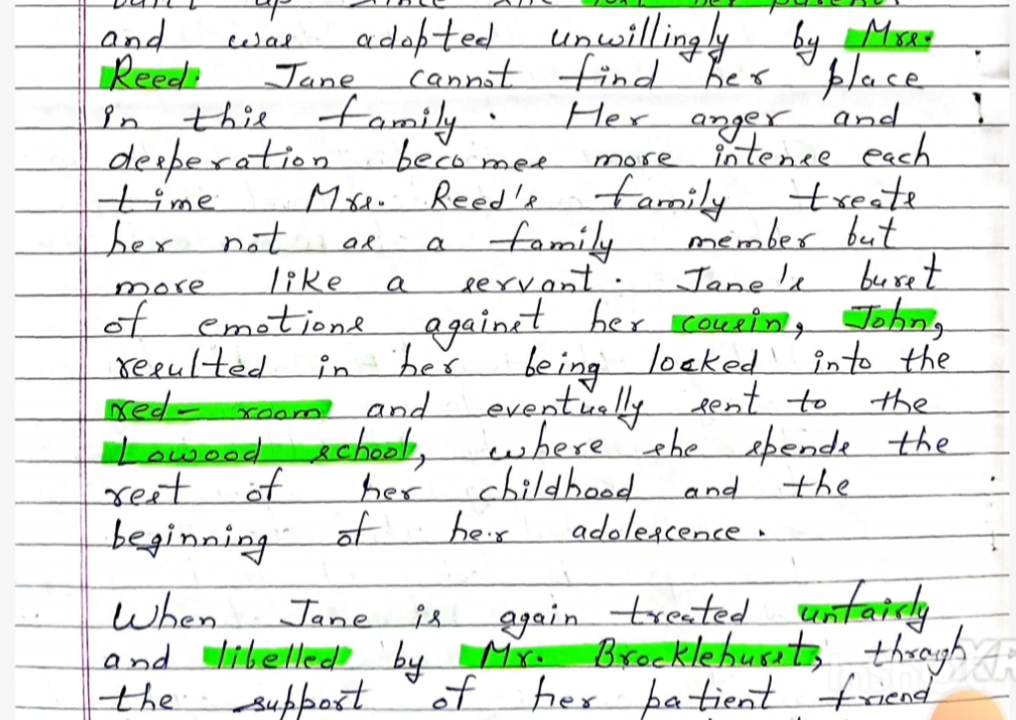 and was adopted unwillingly by Mrs.
Reed. Jane cannot find her place
in this family. Her anger and
desperation becomes more intense each
time Mrs. Reed's family treats
her not as a family member but
more like a servant. Jane's burst
of emotions against her cousin, John,
resulted in her being locked into the
red-room and eventually sent to the
Lowood school, where she spends the
rest of her childhood and the
beginning of her adolescence.
When Jane is again treated unfairly
and libelled by Mr. Brocklehurst, throgh
the support of her patient friend